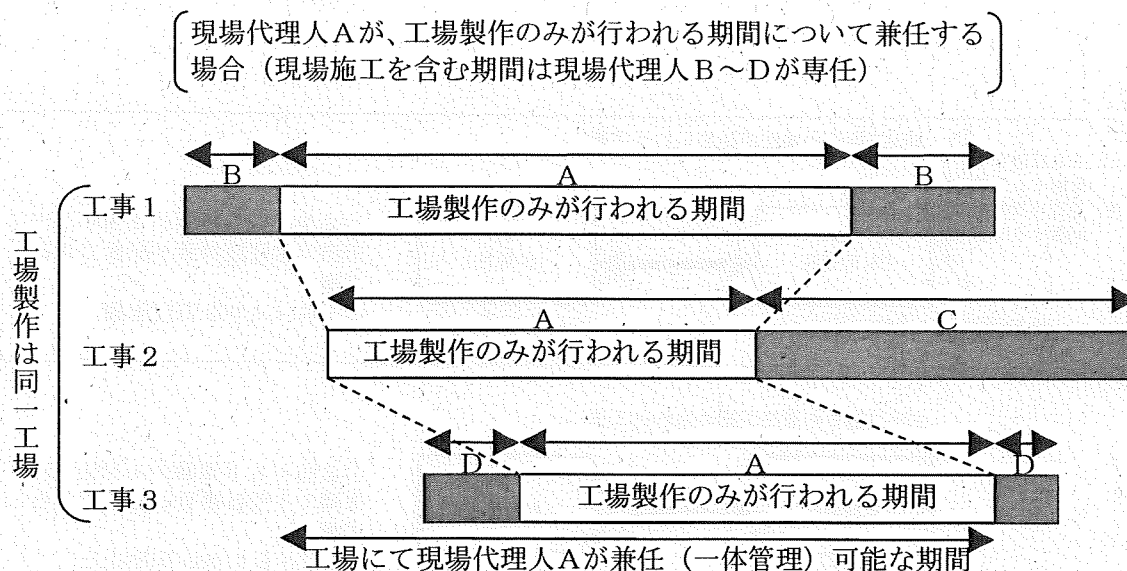 現場代理人Aが、工場製作のみが行われる期間について兼任する
場合（現場施工を含む期間は現場代理人B～Dが専任）
B
A
B
工事1
工場製作のみが行われる期間
A
C
工事2
工場製作のみが行われる期間
D
A
D
工事3
工場製作のみが行われる期間
工場にて現場代理人Aが兼任（一体管理）可能な期間
工場製作は同一工場